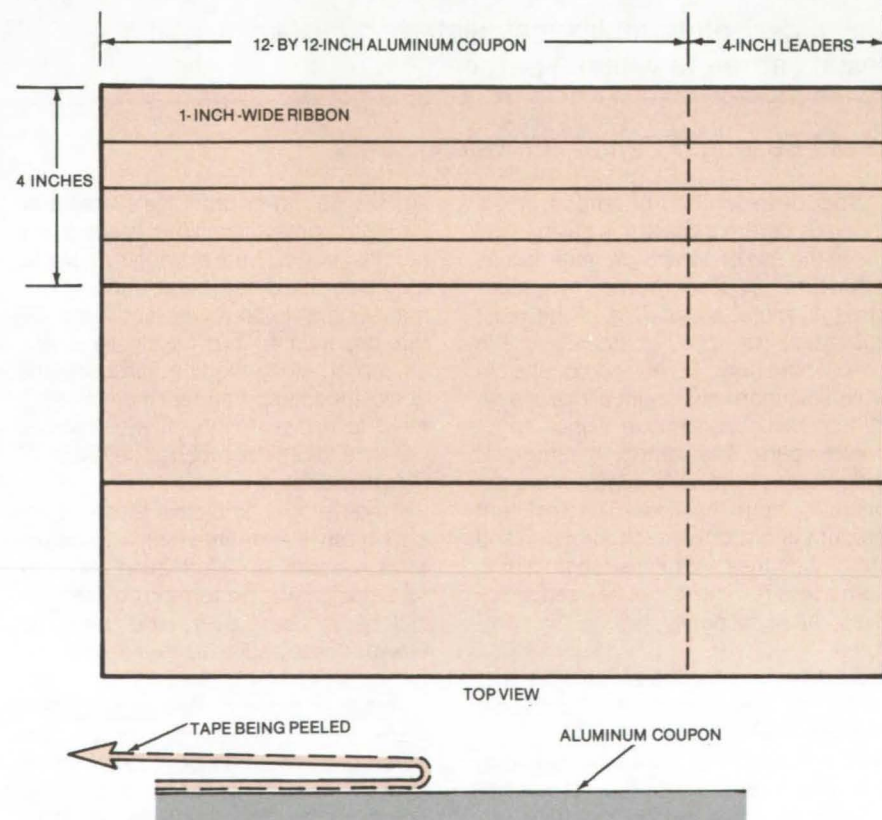 12- BY 12-INCH ALUMINUM COUPON
4-INCH LEADERS
1- INCH -WIDE RIBBON
4 INCHES
TOP VIEW
TAPE BEING PEELED
ALUMINUM COUPON